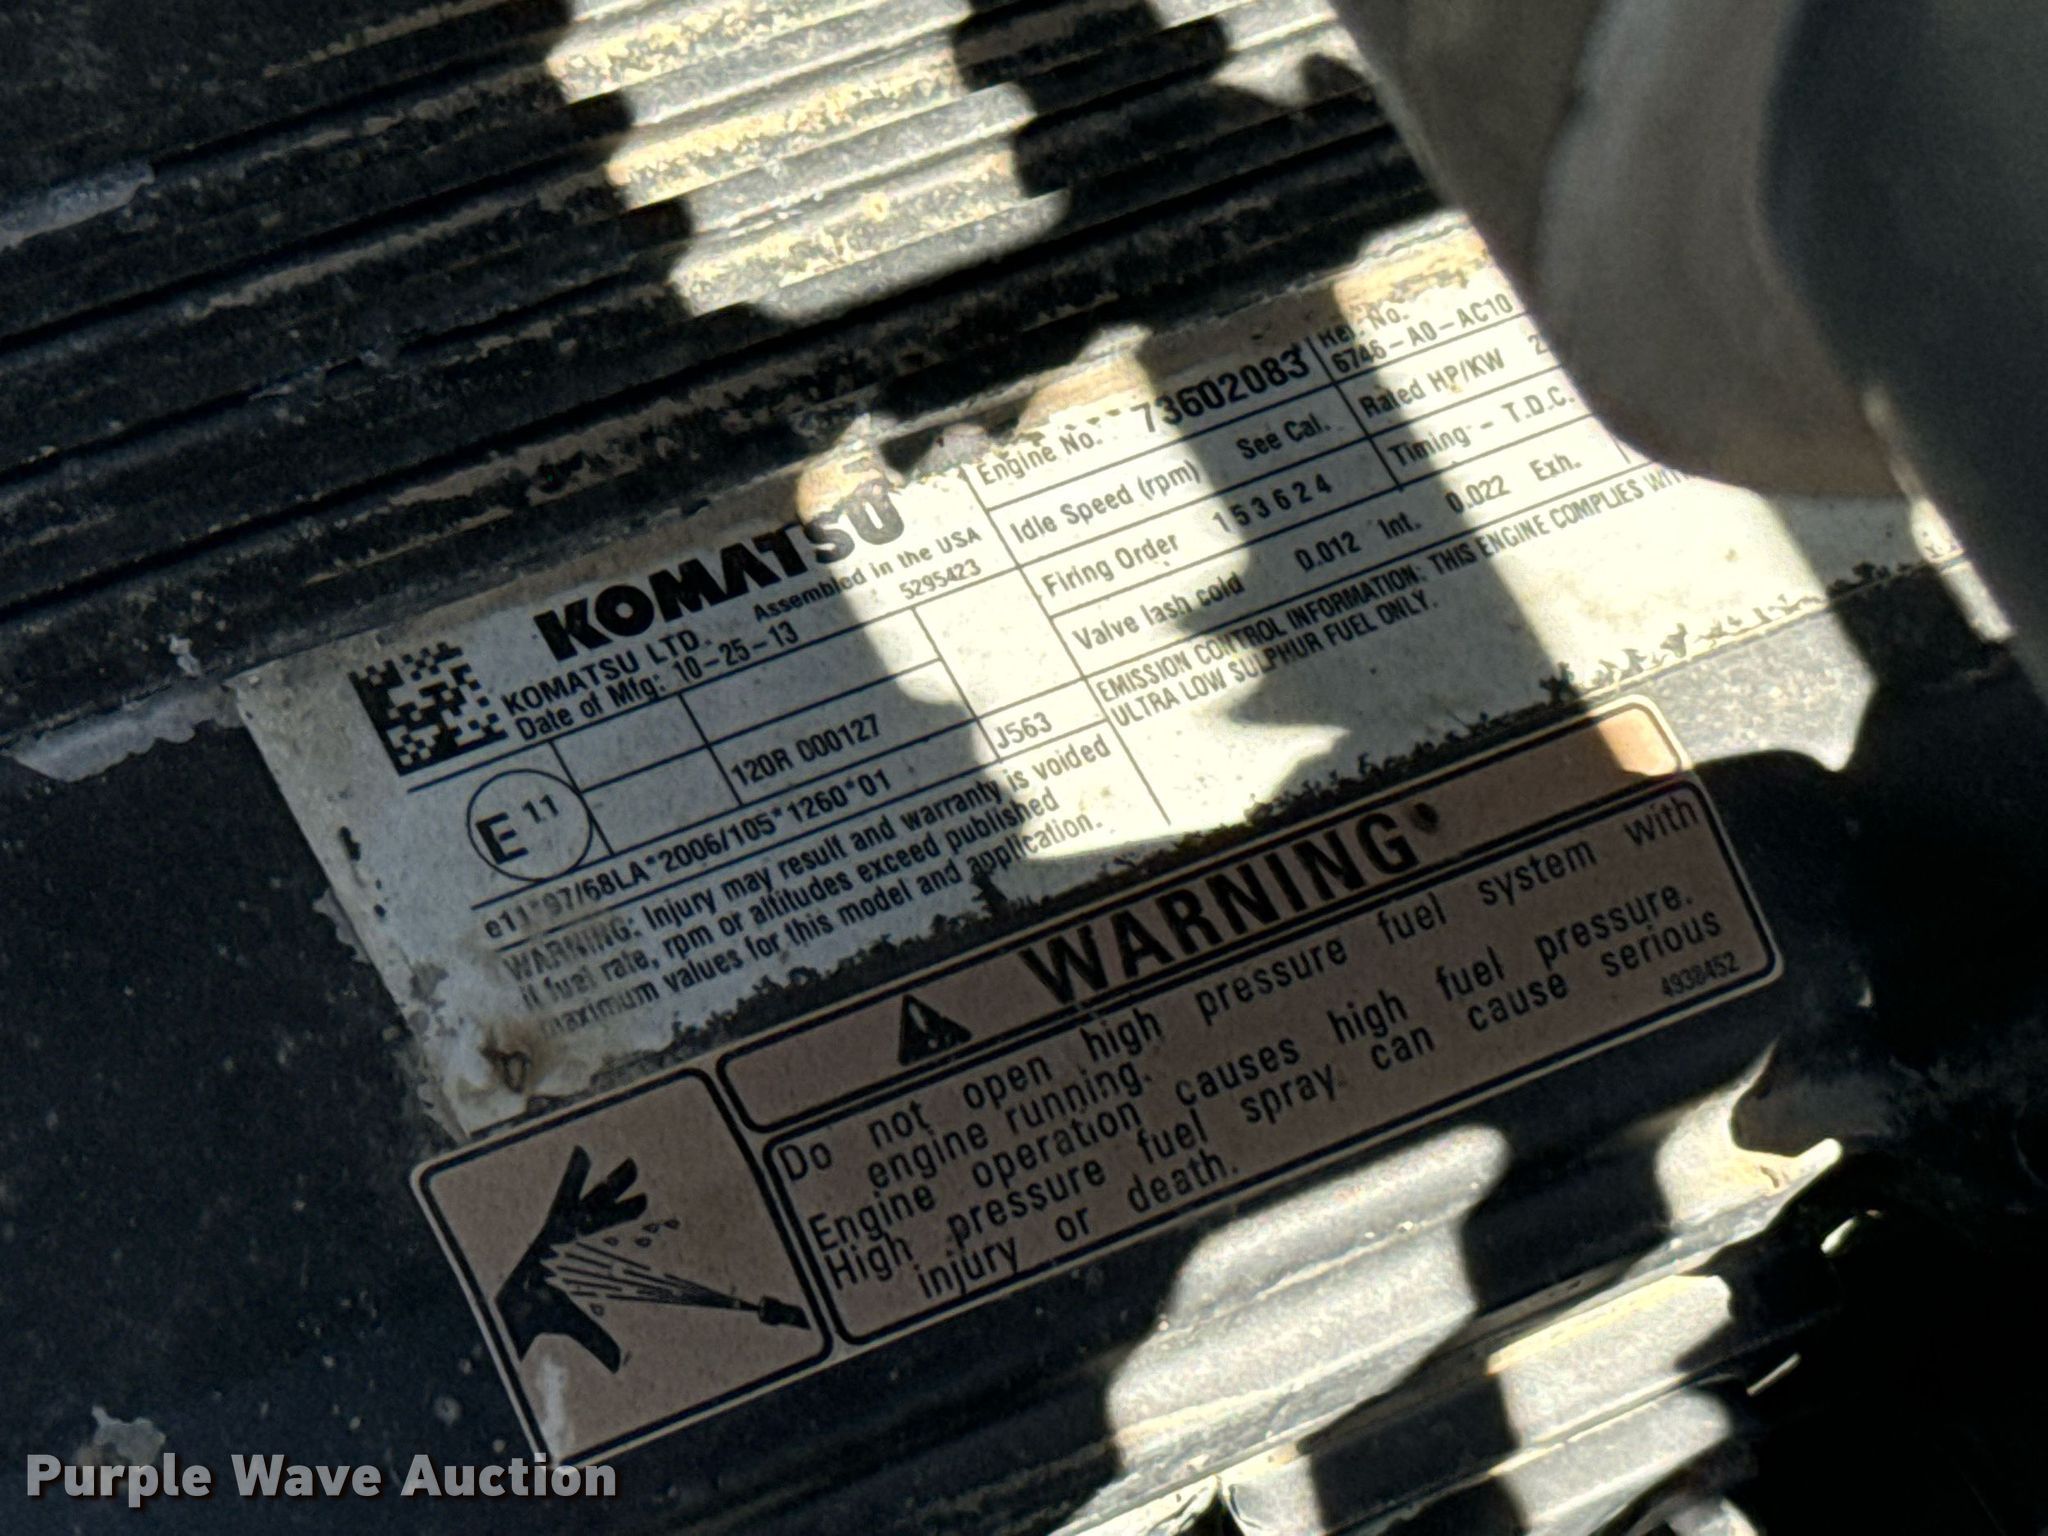 KOMATSU
Assembled in the USA
KOMATSU LTD.
5295423
Date of Mfg: 10-25-13
E 11
120R 000127
e11*97/68LA*2006/105*1260*01
J563
WARNING: Injury may result and warranty is voided
if fuel rate, rpm or altitudes exceed published
maximum values for this model and application.
Engine No. 73602083
Ref. No.
6746-A0-AC10
Idle Speed (rpm) See Cal.
Rated HP/KW 2
Firing Order 153624
Timing - T.D.C.
Valve lash cold 0.012 Int. 0.022 Exh.
EMISSION CONTROL INFORMATION: THIS ENGINE COMPLIES WITH
ULTRA LOW SULPHUR FUEL ONLY.
WARNING
Do not open high pressure fuel system with
engine running.
Engine operation causes high fuel pressure.
High pressure fuel spray can cause serious
injury or death.
4938452
Purple Wave Auction